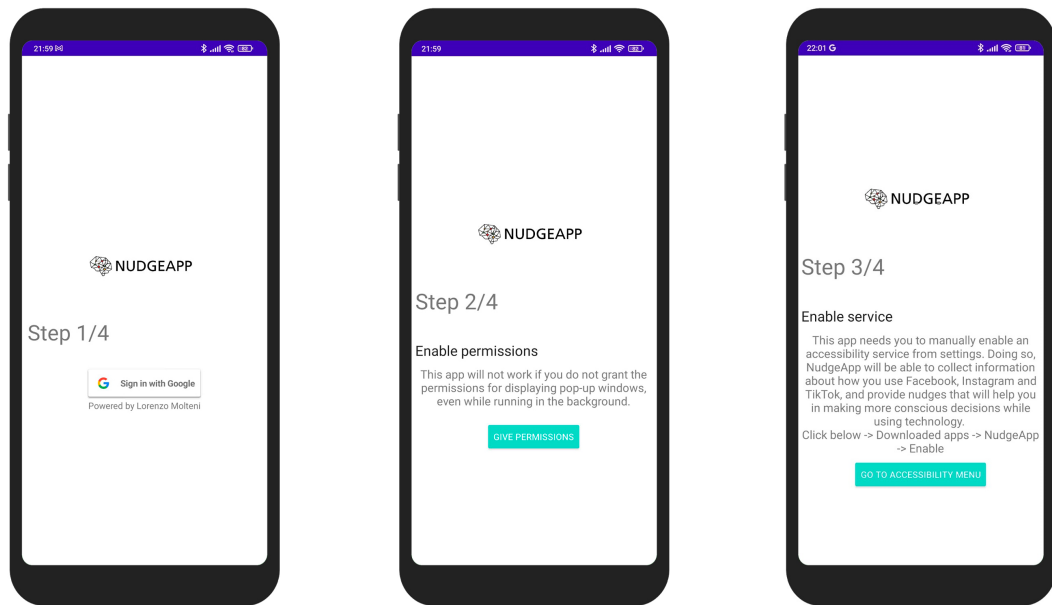 21:59
82
NUDGEAPP
Step 1/4
Sign in with Google
Powered by Lorenzo Molteni
21:59
82
NUDGEAPP
Step 2/4
Enable permissions
This app will not work if you do not grant the
permissions for displaying pop-up windows,
even while running in the background.
GIVE PERMISSIONS
22:01 G
81
NUDGEAPP
Step 3/4
Enable service
This app needs you to manually enable an
accessibility service from settings. Doing so,
NudgeApp will be able to collect information
about how you use Facebook, Instagram and
TikTok, and provide nudges that will help you
in making more conscious decisions while
using technology.
Click below -> Downloaded apps -> NudgeApp
-> Enable
GO TO ACCESSIBILITY MENU